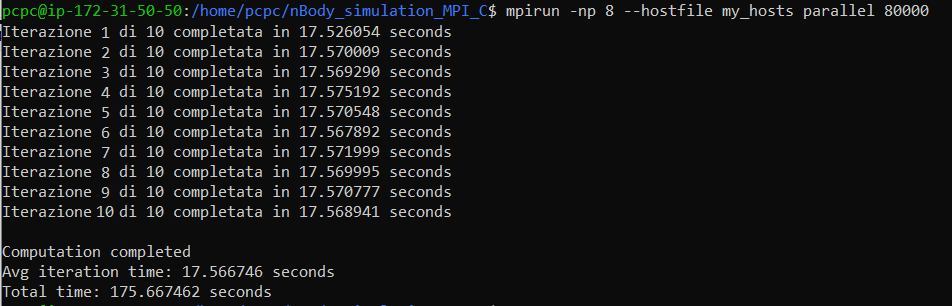 pcpc@ip-172-31-50-50:/home/pcpc/nBody_simulation_MPI_C$ mpirun -np 8 --hostfile my_hosts parallel 80000
Iterazione 1 di 10 completata in 17.526054 seconds
Iterazione 2 di 10 completata in 17.570009 seconds
Iterazione 3 di 10 completata in 17.569290 seconds
Iterazione 4 di 10 completata in 17.575192 seconds
Iterazione 5 di 10 completata in 17.570548 seconds
Iterazione 6 di 10 completata in 17.567892 seconds
Iterazione 7 di 10 completata in 17.571999 seconds
Iterazione 8 di 10 completata in 17.569995 seconds
Iterazione 9 di 10 completata in 17.570777 seconds
Iterazione 10 di 10 completata in 17.568941 seconds
Computation completed
Avg iteration time: 17.566746 seconds
Total time: 175.667462 seconds